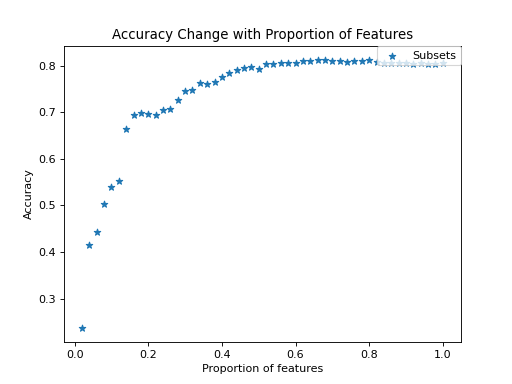 Accuracy Change with Proportion of Features
Subsets
0.8
0.7
0.6
0.5
0.4
0.3
Accuracy
0.0 0.2 0.4 0.6 0.8 1.0
Proportion of features